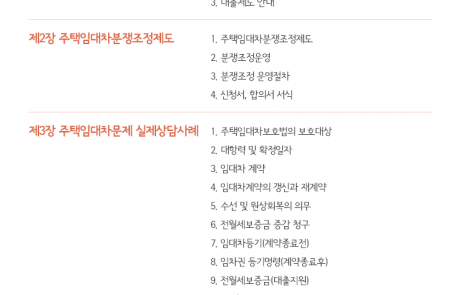 3. 대출제도 안내
제2장 주택임대차분쟁조정제도
1. 주택임대차분쟁조정제도
2. 분쟁조정운영
3. 분쟁조정 운영절차
4. 신청서, 합의서 서식
제3장 주택임대차문제 실제상담사례
1. 주택임대차보호법의 보호대상
2. 대항력 및 확정일자
3. 임대차 계약
4. 임대차계약의 갱신과 재계약
5. 수선 및 원상회복의 의무
6. 전월세보증금 증감 청구
7. 임대차등기(계약종료전)
8. 임차권 등기명령(계약종료후)
9. 전월세보증금(대출지원)